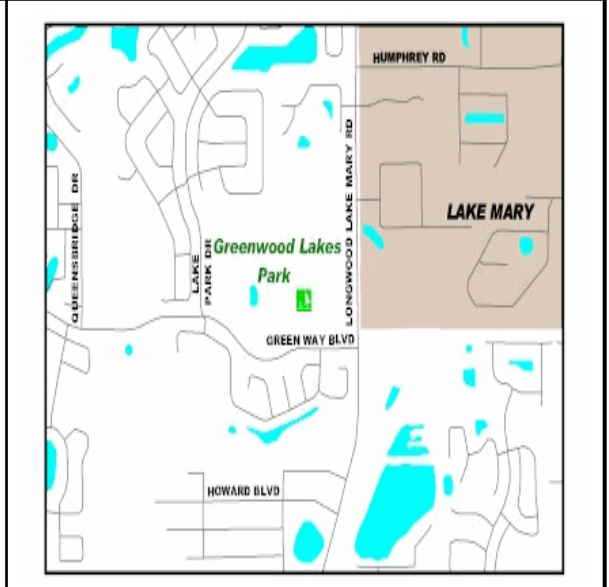 HUMPHREY RD
LONGWOOD LAKE MARY RD
QUEENSBRIDGE DR
LAKE MARY
LAKE
PARK DR
Greenwood Lakes
Park
GREEN WAY BLVD
HOWARD BLVD